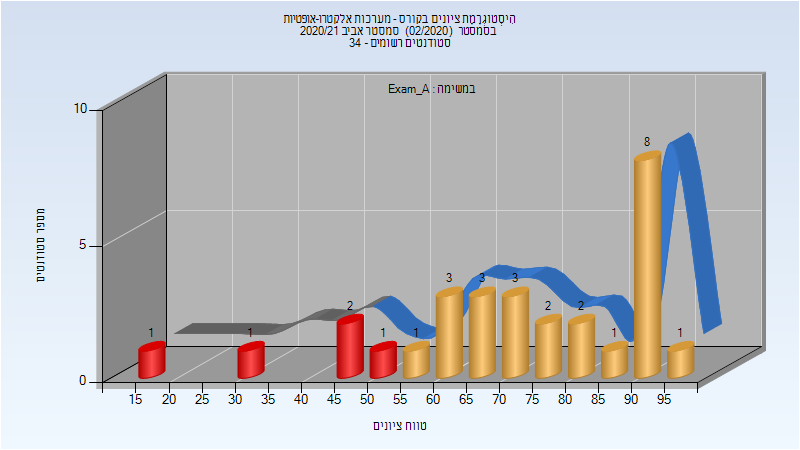 היסטוגרמת ציונים בקורס - מערכות אלקטרו-אופטיות
בסמסטר (02/2020) סמסטר אביב 2020/21
סטודנטים רשומים - 34
במשימה : Exam_A
מספר סטודנטים
10
5
0
1 1 2 1 1 3 3 3 2 2 1 8 1
15 20 25 30 35 40 45 50 55 60 65 70 75 80 85 90 95
טווח ציונים